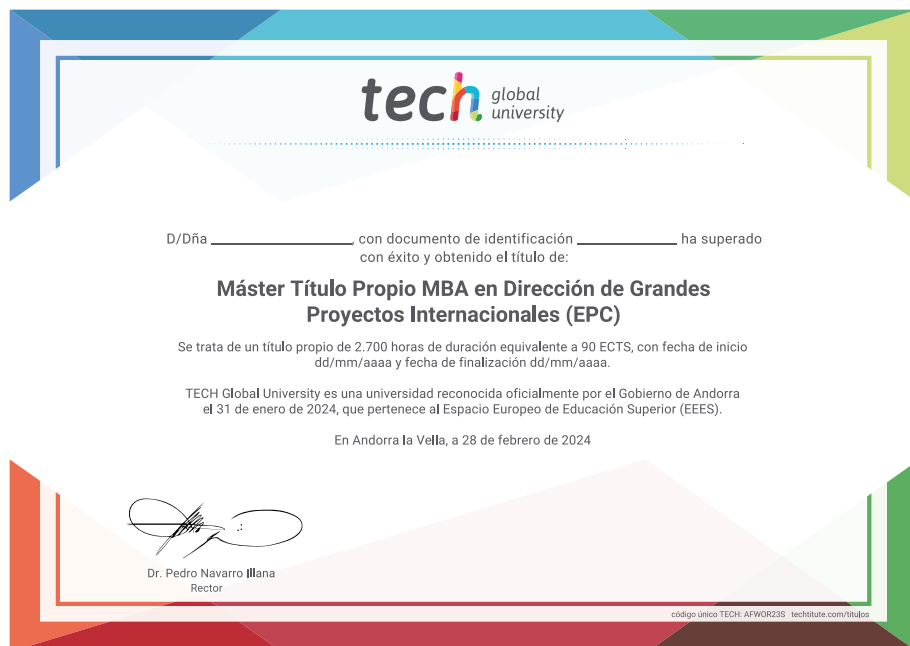 tech global
university
D/Dña ____________, con documento de identificación ____________ ha superado
con éxito y obtenido el título de:
Máster Título Propio MBA en Dirección de Grandes
Proyectos Internacionales (EPC)
Se trata de un título propio de 2.700 horas de duración equivalente a 90 ECTS, con fecha de inicio
dd/mm/aaaa y fecha de finalización dd/mm/aaaa.
TECH Global University es una universidad reconocida oficialmente por el Gobierno de Andorra
el 31 de enero de 2024, que pertenece al Espacio Europeo de Educación Superior (EEES).
En Andorra la Vella, a 28 de febrero de 2024
Dr. Pedro Navarro Illana
Rector
código único TECH: AFWOR23S techtitute.com/titulos